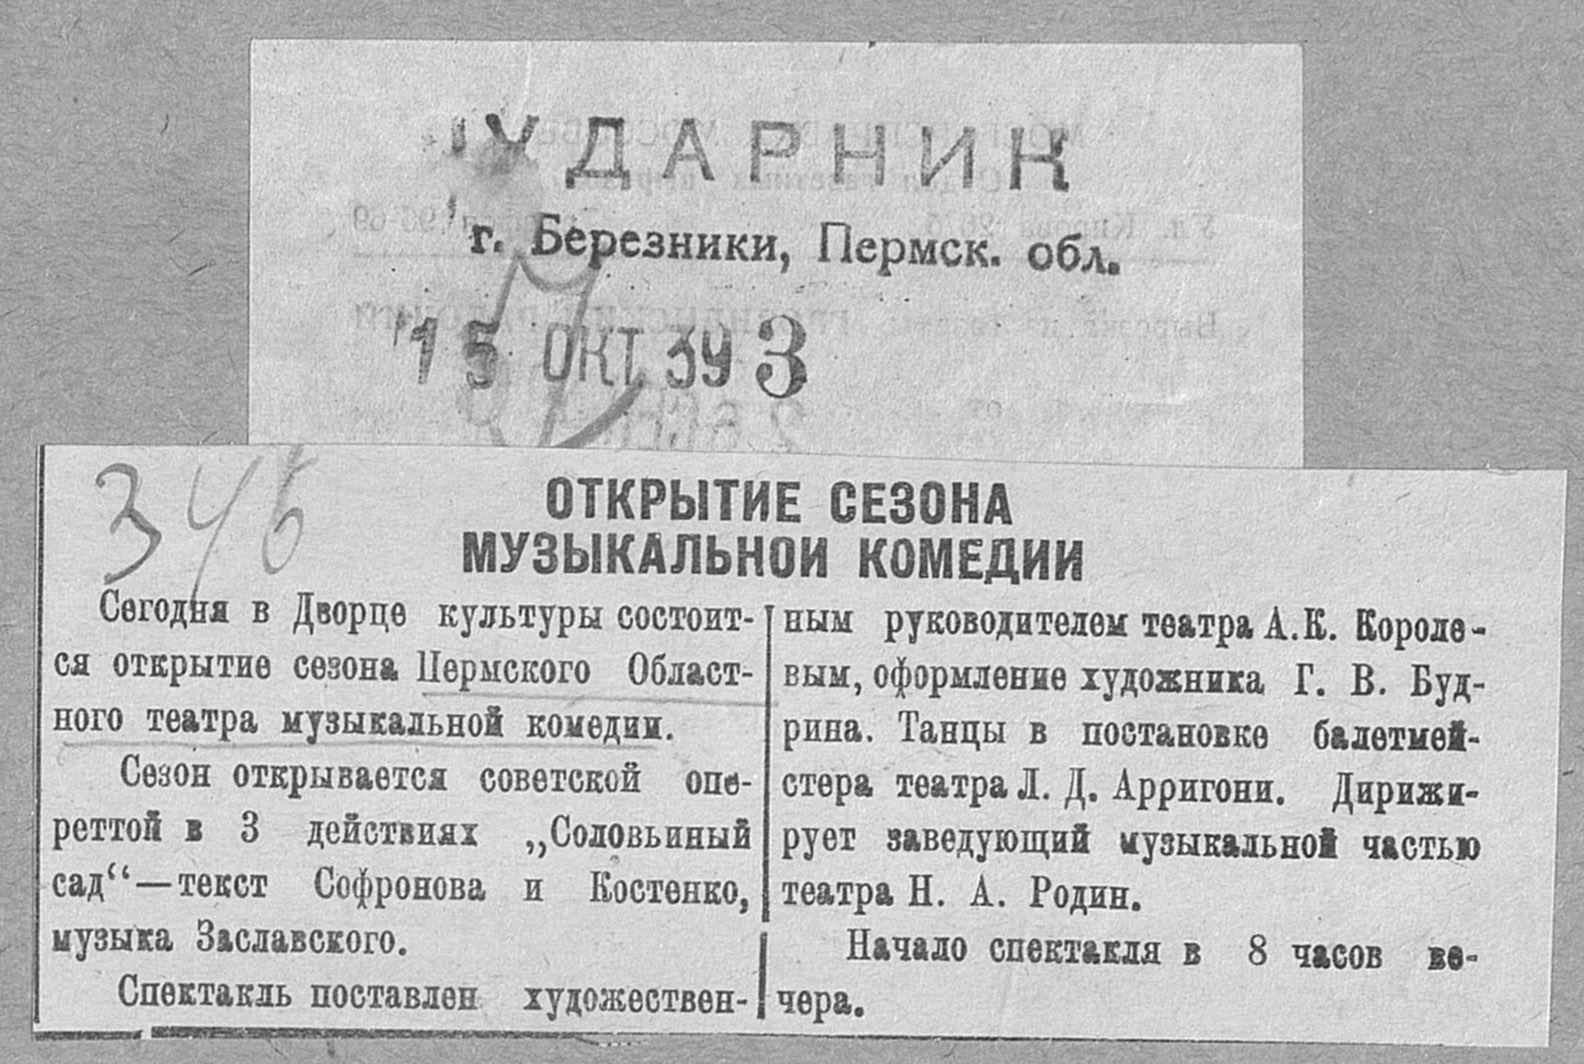 УДАРНИК
г. Березники, Пермск. обл.
15 ОКТ 39 3
346
ОТКРЫТИЕ СЕЗОНА
МУЗЫКАЛЬНОИ КОМЕДИИ
Сегодня в Дворце культуры состоит-
ся открытие сезона Пермского Област-
ного театра музыкальной комедии.
Сезон открывается советской опе-
реттой в 3 действиях „Соловьиный
сад“—текст Софронова и Костенко,
музыка Заславского.
Спектакль поставлен художествен-
ным руководителем театра А.К. Короле-
вым, оформление художника Г. В. Буд-
рина. Танцы в постановке балетмей-
стера театра Л. Д. Арригони. Дирижи-
рует заведующий музыкальной частью
театра Н. А. Родин.
Начало спектакля в 8 часов ве-
чера.